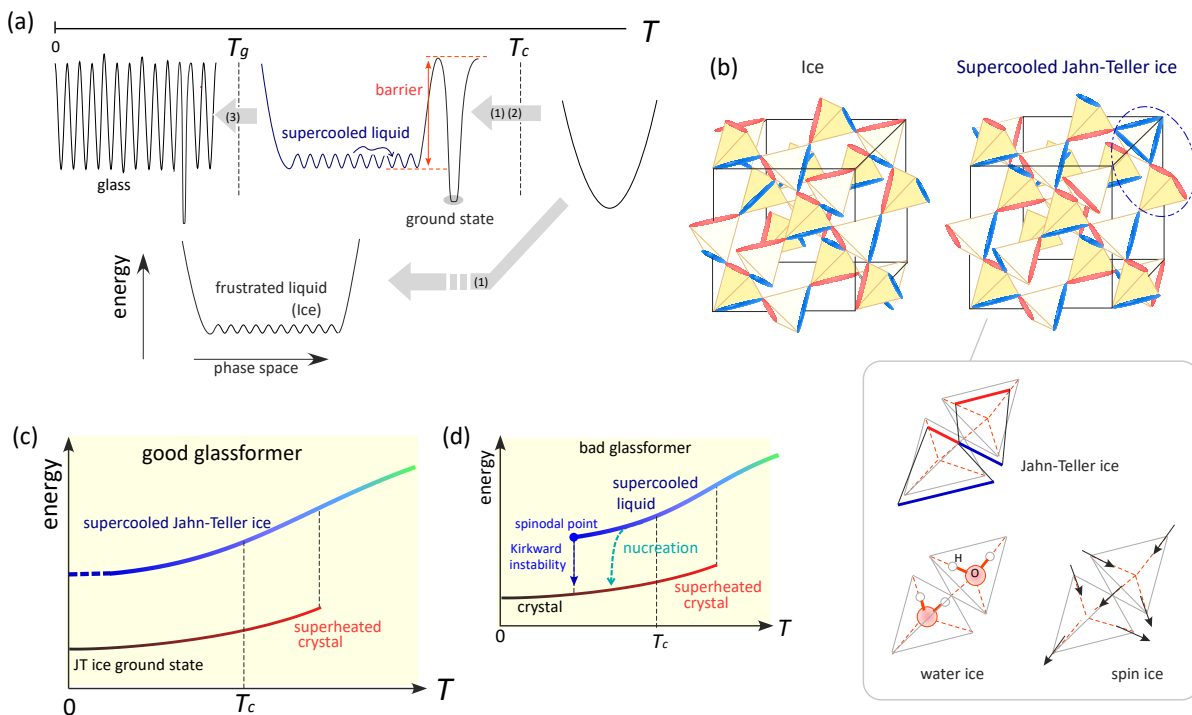 (a)
0
T
Tg
Tc
barrier
(3)
(1) (2)
supercooled liquid
glass
ground state
(1)
energy
frustrated liquid
(Ice)
phase space
(b)
Ice
Supercooled Jahn-Teller ice
Jahn-Teller ice
H
O
water ice
spin ice
(c)
energy
good glassformer
supercooled Jahn-Teller ice
superheated
crystal
JT ice ground state
0
Tc
T
(d)
energy
bad glassformer
supercooled
liquid
spinodal point
Kirkward
instability
nucreation
superheated
crystal
crystal
0
Tc
T